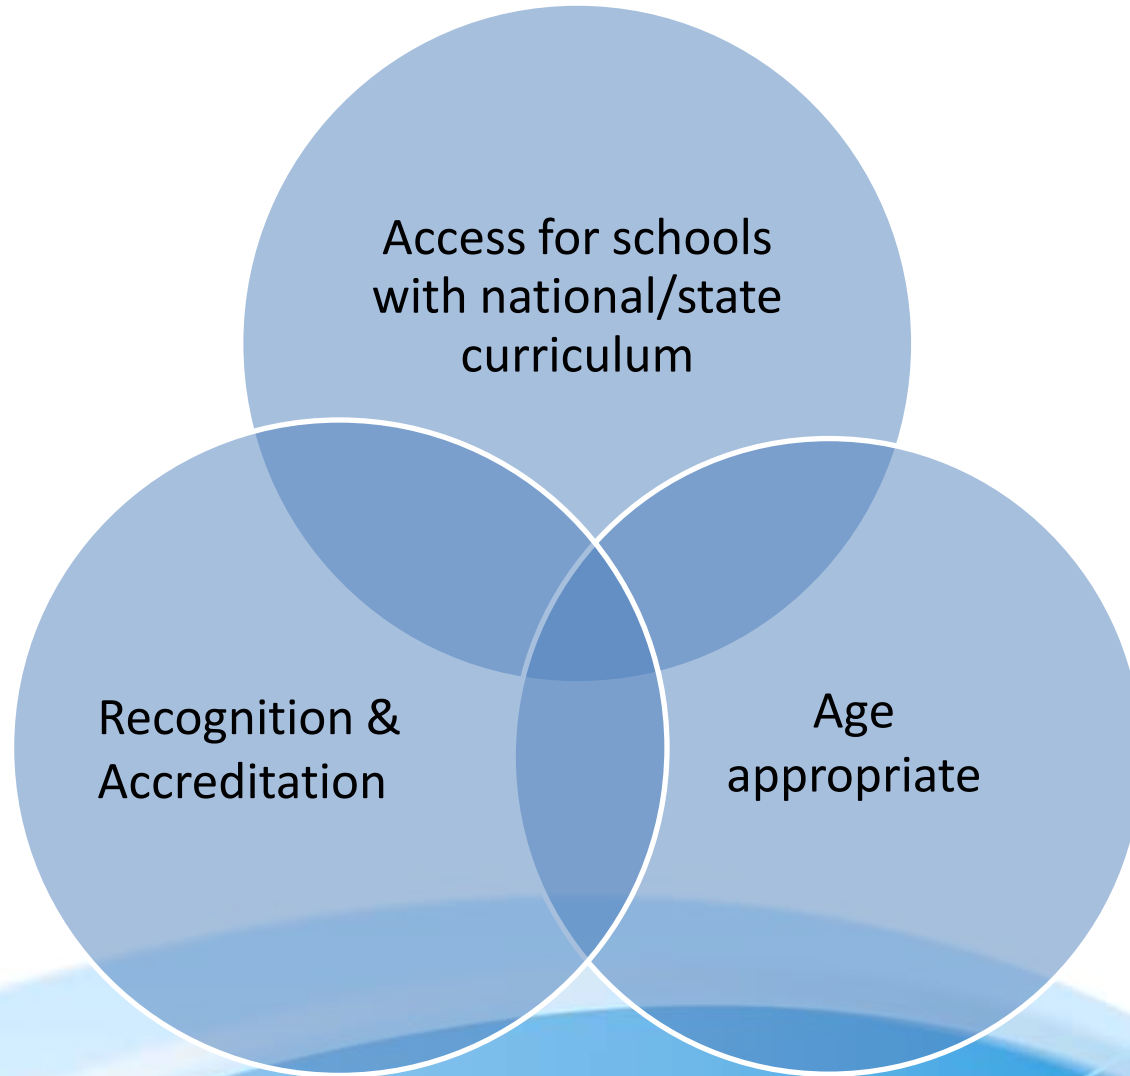 Access for schools
with national/state
curriculum
Recognition &
Accreditation
Age
appropriate